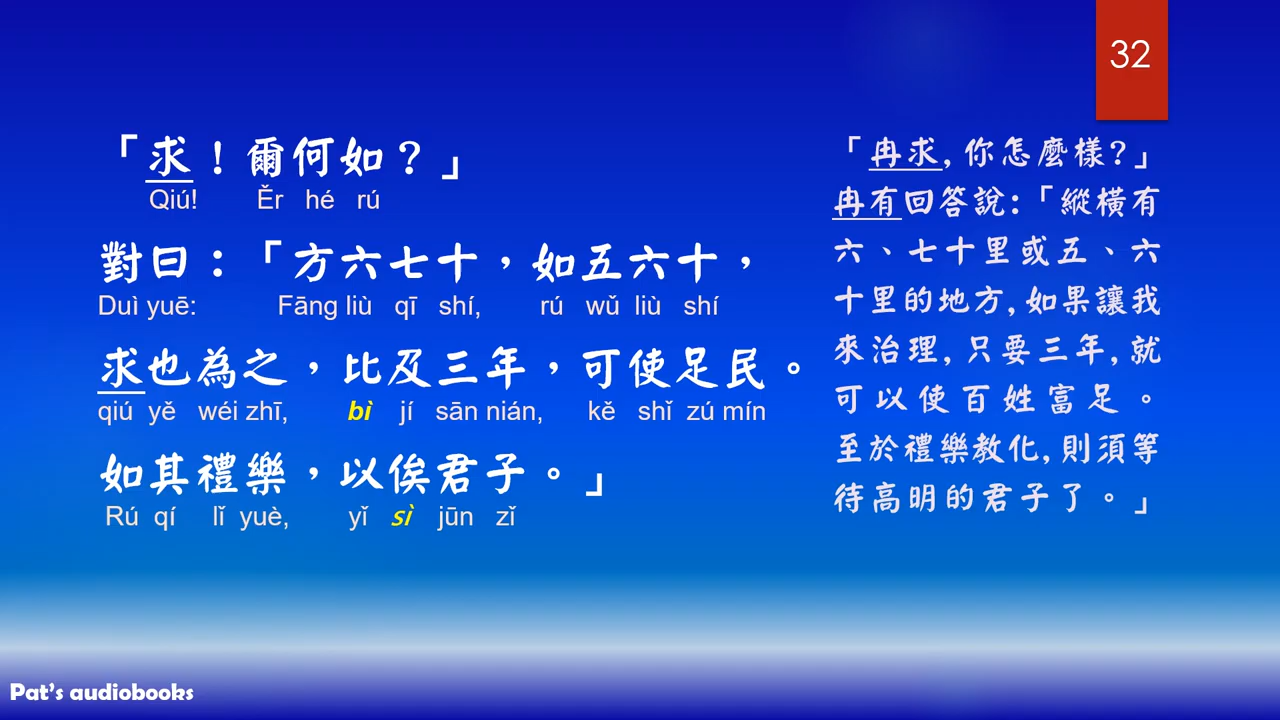 32
「求！爾何如？」
Qiú! Ěr hé rú
對曰：「方六七十，如五六十，
Duì yuē: Fāng liù qī shí, rú wǔ liù shí
求也為之，比及三年，可使足民。
qiú yě wéi zhī, bì jí sān nián, kě shǐ zú mín
如其禮樂，以俟君子。」
Rú qí lǐ yuè, yǐ sì jūn zǐ
「冉求,你怎麼樣?」
冉有回答說:「縱橫有
六、七十里或五、六
十里的地方,如果讓我
來治理,只要三年,就
可以使百姓富足。
至於禮樂教化,則須等
待高明的君子了。」
Pat's audiobooks